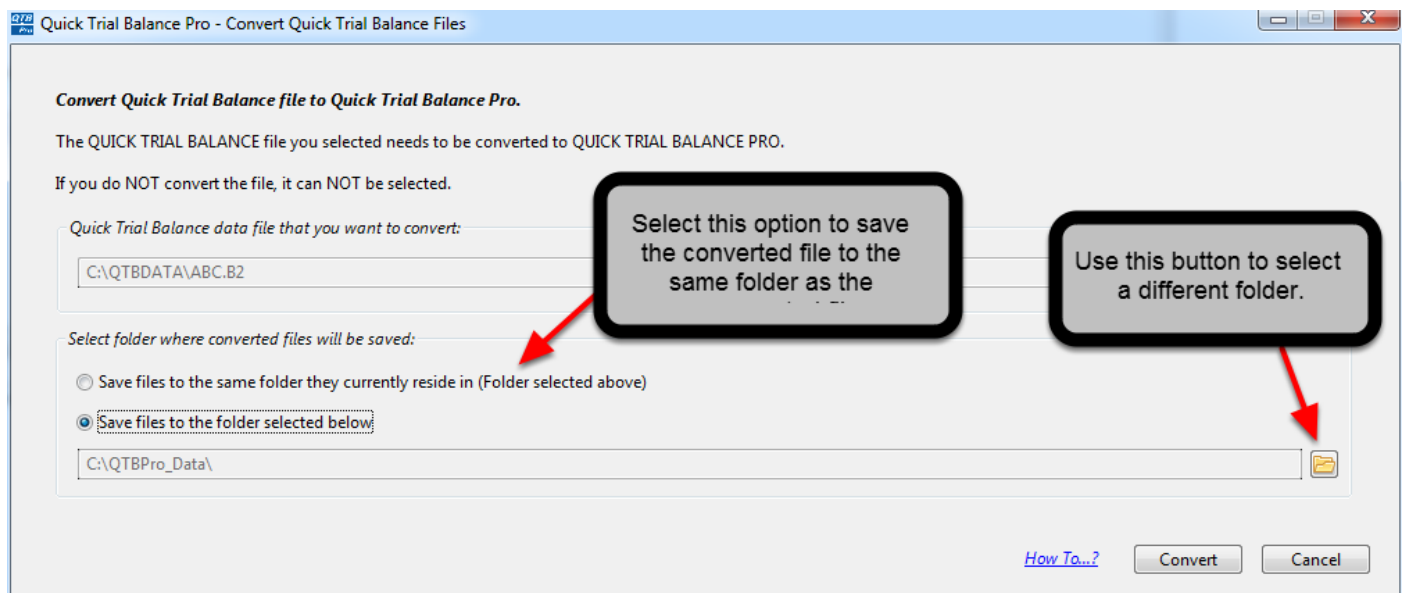 QTB
Pro
Quick Trial Balance Pro - Convert Quick Trial Balance Files
X
Convert Quick Trial Balance file to Quick Trial Balance Pro.
The QUICK TRIAL BALANCE file you selected needs to be converted to QUICK TRIAL BALANCE PRO.
If you do NOT convert the file, it can NOT be selected.
Select this option to save
the converted file to the
same folder as the
Use this button to select
a different folder.
Quick Trial Balance data file that you want to convert:
C:\QTBDATA\ABC.B2
Select folder where converted files will be saved:
Save files to the same folder they currently reside in (Folder selected above)
Save files to the folder selected below
C:\QTBPro_Data\
How To...?
Convert
Cancel